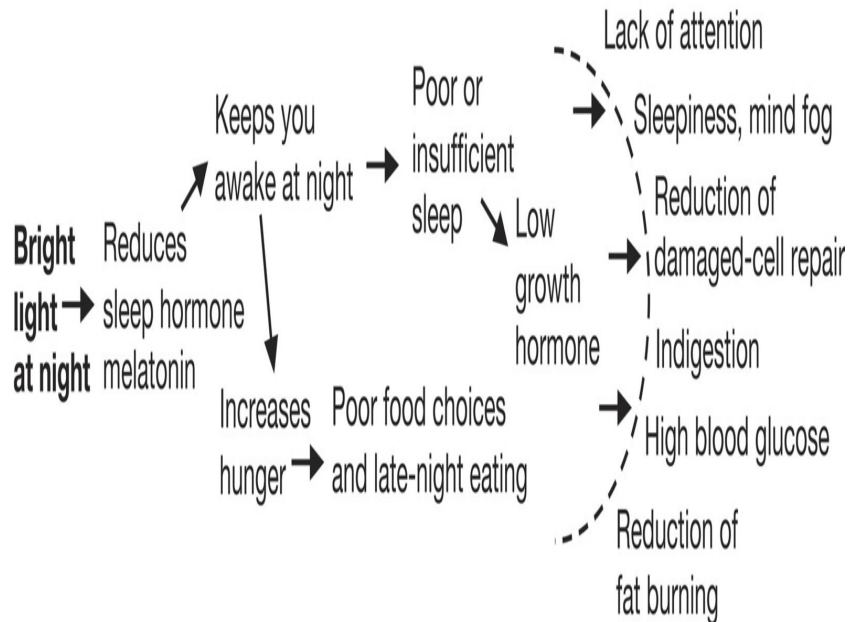 Bright
light
at night
Reduces
sleep hormone
melatonin
Keeps you
awake at night
Increases
hunger
Poor or
insufficient
sleep
Low
growth
hormone
Poor food choices
and late-night eating
Lack of attention
Sleepiness, mind fog
Reduction of
damaged-cell repair
Indigestion
High blood glucose
Reduction of
fat burning